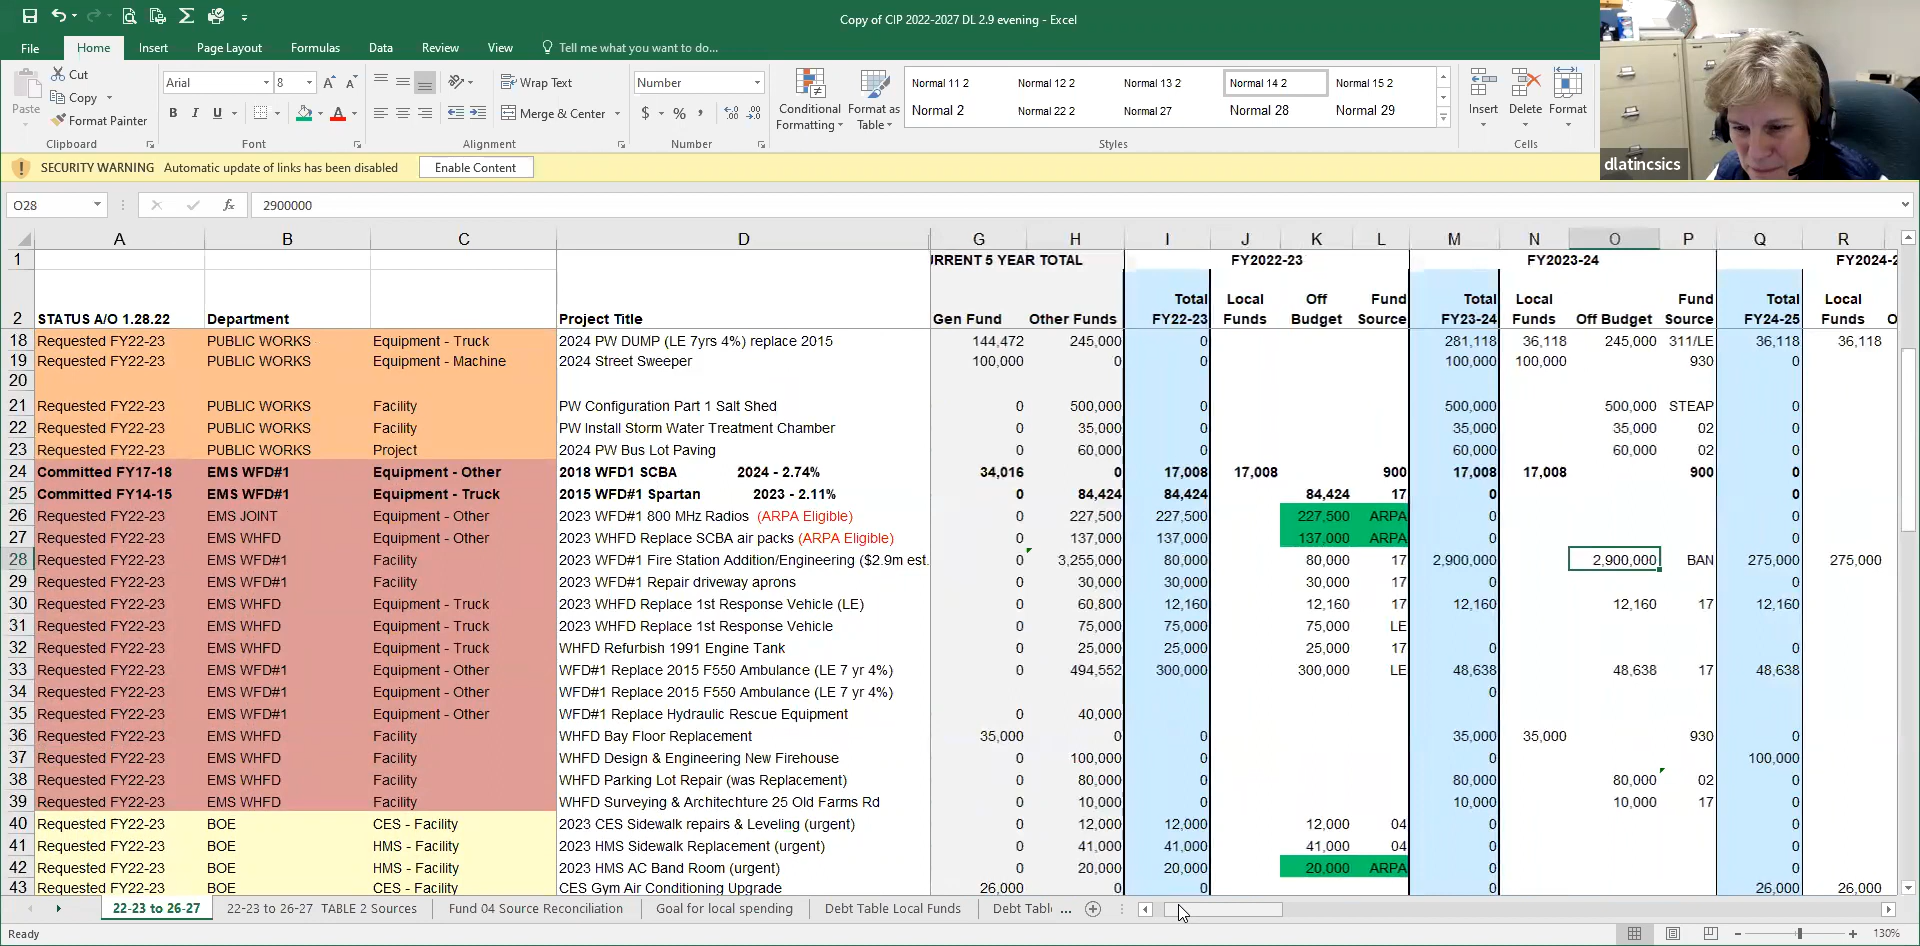 Copy of CIP 2022-2027 DL 2.9 evening - Excel
File Home Insert Page Layout Formulas Data Review View Tell me what you want to do...
Cut Copy Format Painter Paste
Arial 8
Wrap Text Merge & Center
Number
Conditional Formatting Format as Table
Normal 11 2 Normal 12 2 Normal 13 2 Normal 14 2 Normal 15 2
Normal 2 Normal 22 2 Normal 27 Normal 28 Normal 29
Insert Delete Format
Clipboard Font Alignment Number Styles Cells
dlatincsics
SECURITY WARNING Automatic update of links has been disabled Enable Content
O28 fx 2900000
A B C D G H I J K L M N O P Q R
1 JRRENT 5 YEAR TOTAL FY2022-23 FY2023-24 FY2024-2
Total Local Off Fund Total Local Fund Total Local
2 STATUS A/O 1.28.22 Department Project Title Gen Fund Other Funds FY22-23 Funds Budget Source FY23-24 Funds Off Budget Source FY24-25 Funds O
18 Requested FY22-23 PUBLIC WORKS Equipment - Truck 2024 PW DUMP (LE 7yrs 4%) replace 2015 144,472 245,000 0 281,118 36,118 245,000 311/LE 36,118 36,118
19 Requested FY22-23 PUBLIC WORKS Equipment - Machine 2024 Street Sweeper 100,000 0 0 100,000 100,000 930 0
20
21 Requested FY22-23 PUBLIC WORKS Facility PW Configuration Part 1 Salt Shed 0 500,000 0 500,000 500,000 STEAP 0
22 Requested FY22-23 PUBLIC WORKS Facility PW Install Storm Water Treatment Chamber 0 35,000 0 35,000 35,000 02 0
23 Requested FY22-23 PUBLIC WORKS Project 2024 PW Bus Lot Paving 0 60,000 0 60,000 60,000 02 0
24 Committed FY17-18 EMS WFD#1 Equipment - Other 2018 WFD1 SCBA 2024 - 2.74% 34,016 0 17,008 17,008 900 17,008 17,008 900 0
25 Committed FY14-15 EMS WFD#1 Equipment - Truck 2015 WFD#1 Spartan 2023 - 2.11% 0 84,424 84,424 84,424 17 0 0
26 Requested FY22-23 EMS JOINT Equipment - Other 2023 WFD#1 800 MHz Radios (ARPA Eligible) 0 227,500 227,500 227,500 ARPA 0 0
27 Requested FY22-23 EMS WHFD Equipment - Other 2023 WHFD Replace SCBA air packs (ARPA Eligible) 0 137,000 137,000 137,000 ARPA 0 0
28 Requested FY22-23 EMS WFD#1 Facility 2023 WFD#1 Fire Station Addition/Engineering ($2.9m est. 0 3,255,000 80,000 80,000 17 2,900,000 2,900,000 BAN 275,000 275,000
29 Requested FY22-23 EMS WFD#1 Facility 2023 WFD#1 Repair driveway aprons 0 30,000 30,000 30,000 17 0 0
30 Requested FY22-23 EMS WHFD Equipment - Truck 2023 WHFD Replace 1st Response Vehicle (LE) 0 60,800 12,160 12,160 17 12,160 12,160 17 12,160
31 Requested FY22-23 EMS WHFD Equipment - Truck 2023 WHFD Replace 1st Response Vehicle 0 75,000 75,000 75,000 LE
32 Requested FY22-23 EMS WHFD Equipment - Truck WHFD Refurbish 1991 Engine Tank 0 25,000 25,000 25,000 17 0 0
33 Requested FY22-23 EMS WFD#1 Equipment - Other WFD#1 Replace 2015 F550 Ambulance (LE 7 yr 4%) 0 494,552 300,000 300,000 LE 48,638 48,638 17 48,638
34 Requested FY22-23 EMS WFD#1 Equipment - Other WFD#1 Replace 2015 F550 Ambulance (LE 7 yr 4%) 0
35 Requested FY22-23 EMS WFD#1 Equipment - Other WFD#1 Replace Hydraulic Rescue Equipment 0 40,000
36 Requested FY22-23 EMS WHFD Facility WHFD Bay Floor Replacement 35,000 0 0 35,000 35,000 930 0
37 Requested FY22-23 EMS WHFD Facility WHFD Design & Engineering New Firehouse 0 100,000 0 0 100,000
38 Requested FY22-23 EMS WHFD Facility WHFD Parking Lot Repair (was Replacement) 0 80,000 0 80,000 80,000 02 0
39 Requested FY22-23 EMS WHFD Facility WHFD Surveying & Architechture 25 Old Farms Rd 0 10,000 0 10,000 10,000 17 0
40 Requested FY22-23 BOE CES - Facility 2023 CES Sidewalk repairs & Leveling (urgent) 0 12,000 12,000 12,000 04 0 0
41 Requested FY22-23 BOE HMS - Facility 2023 HMS Sidewalk Replacement (urgent) 0 41,000 41,000 41,000 04 0 0
42 Requested FY22-23 BOE HMS - Facility 2023 HMS AC Band Room (urgent) 0 20,000 20,000 20,000 ARPA 0 0
43 Requested FY22-23 BOE CES - Facility CES Gym Air Conditioning Upgrade 26,000 0 0 0 26,000 26,000
22-23 to 26-27 22-23 to 26-27 TABLE 2 Sources Fund 04 Source Reconciliation Goal for local spending Debt Table Local Funds Debt Tabl ...
Ready 130%